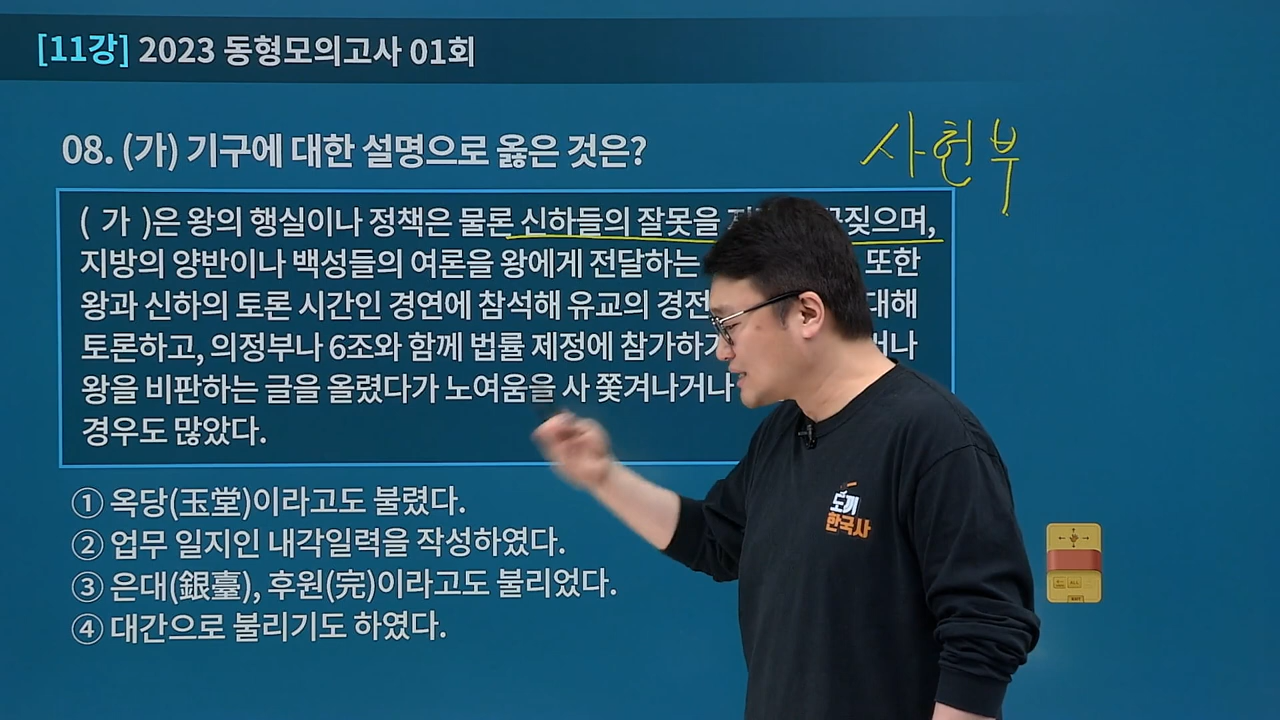 [11강] 2023 동형모의고사 01회
사헌부
08. (가) 기구에 대한 설명으로 옳은 것은?
( 가 )은 왕의 행실이나 정책은 물론 신하들의 잘못을 꾸짖으며,
지방의 양반이나 백성들의 여론을 왕에게 전달하는 또한
왕과 신하의 토론 시간인 경연에 참석해 유교의 경전 대해
토론하고, 의정부나 6조와 함께 법률 제정에 참가하기
왕을 비판하는 글을 올렸다가 노여움을 사 쫓겨나거나
경우도 많았다.
① 옥당(玉堂)이라고도 불렸다.
② 업무 일지인 내각일력을 작성하였다.
③ 은대(銀臺), 후원(完)이라고도 불리었다.
④ 대간으로 불리기도 하였다.
도끼
한국사